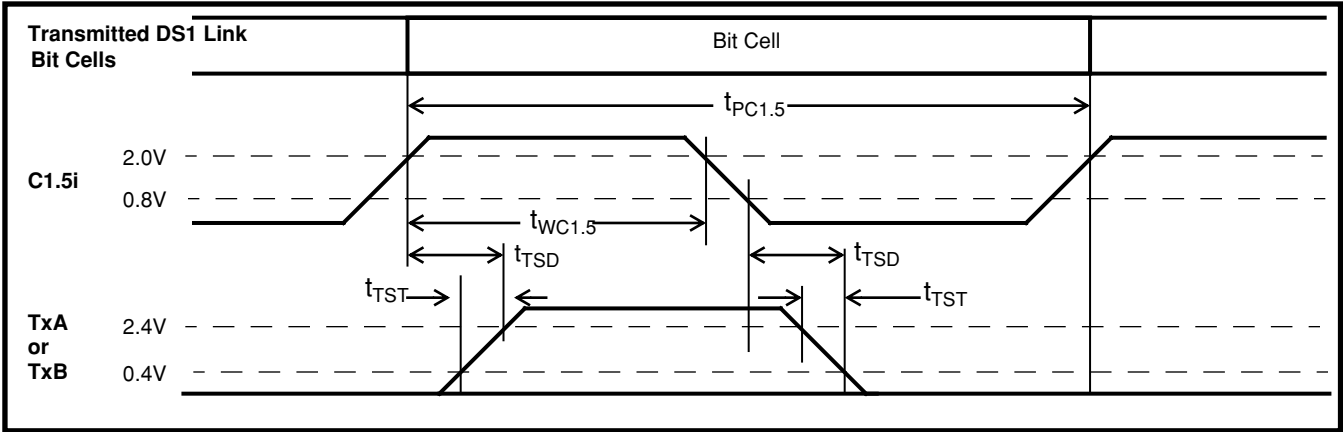 Transmitted DS1 Link
Bit Cells
Bit Cell
tPC1.5
2.0V
C1.5i
0.8V
tWC1.5
tTSD
tTSD
tTST
tTST
TxA
or
TxB
2.4V
0.4V